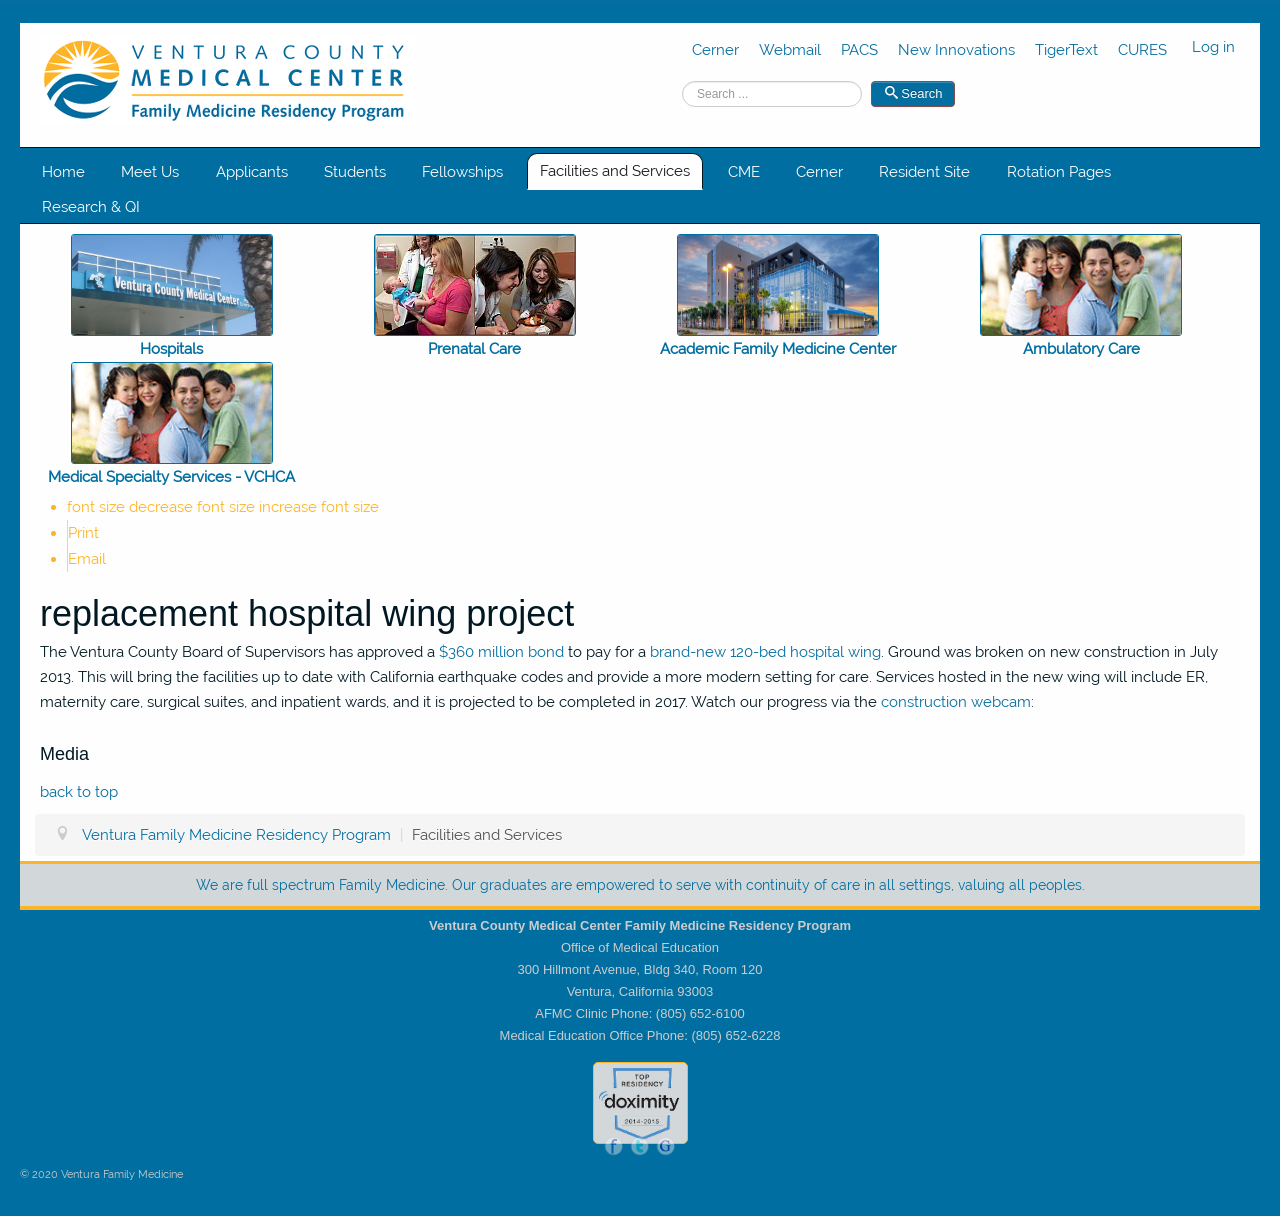 VENTURA COUNTY
MEDICAL CENTER
Family Medicine Residency Program
Cerner Webmail PACS New Innovations TigerText CURES Log in
Search ... Search
Home Meet Us Applicants Students Fellowships Facilities and Services CME Cerner Resident Site Rotation Pages
Research & QI
Ventura County Medical Center
Hospitals Prenatal Care Academic Family Medicine Center Ambulatory Care
Medical Specialty Services - VCHCA
font size decrease font size increase font size
Print
Email
replacement hospital wing project
The Ventura County Board of Supervisors has approved a $360 million bond to pay for a brand-new 120-bed hospital wing. Ground was broken on new construction in July
2013. This will bring the facilities up to date with California earthquake codes and provide a more modern setting for care. Services hosted in the new wing will include ER,
maternity care, surgical suites, and inpatient wards, and it is projected to be completed in 2017. Watch our progress via the construction webcam:
Media
back to top
Ventura Family Medicine Residency Program | Facilities and Services
We are full spectrum Family Medicine. Our graduates are empowered to serve with continuity of care in all settings, valuing all peoples.
Ventura County Medical Center Family Medicine Residency Program
Office of Medical Education
300 Hillmont Avenue, Bldg 340, Room 120
Ventura, California 93003
AFMC Clinic Phone: (805) 652-6100
Medical Education Office Phone: (805) 652-6228
TOP
RESIDENCY
doximity
2014-2015
f t G
© 2020 Ventura Family Medicine